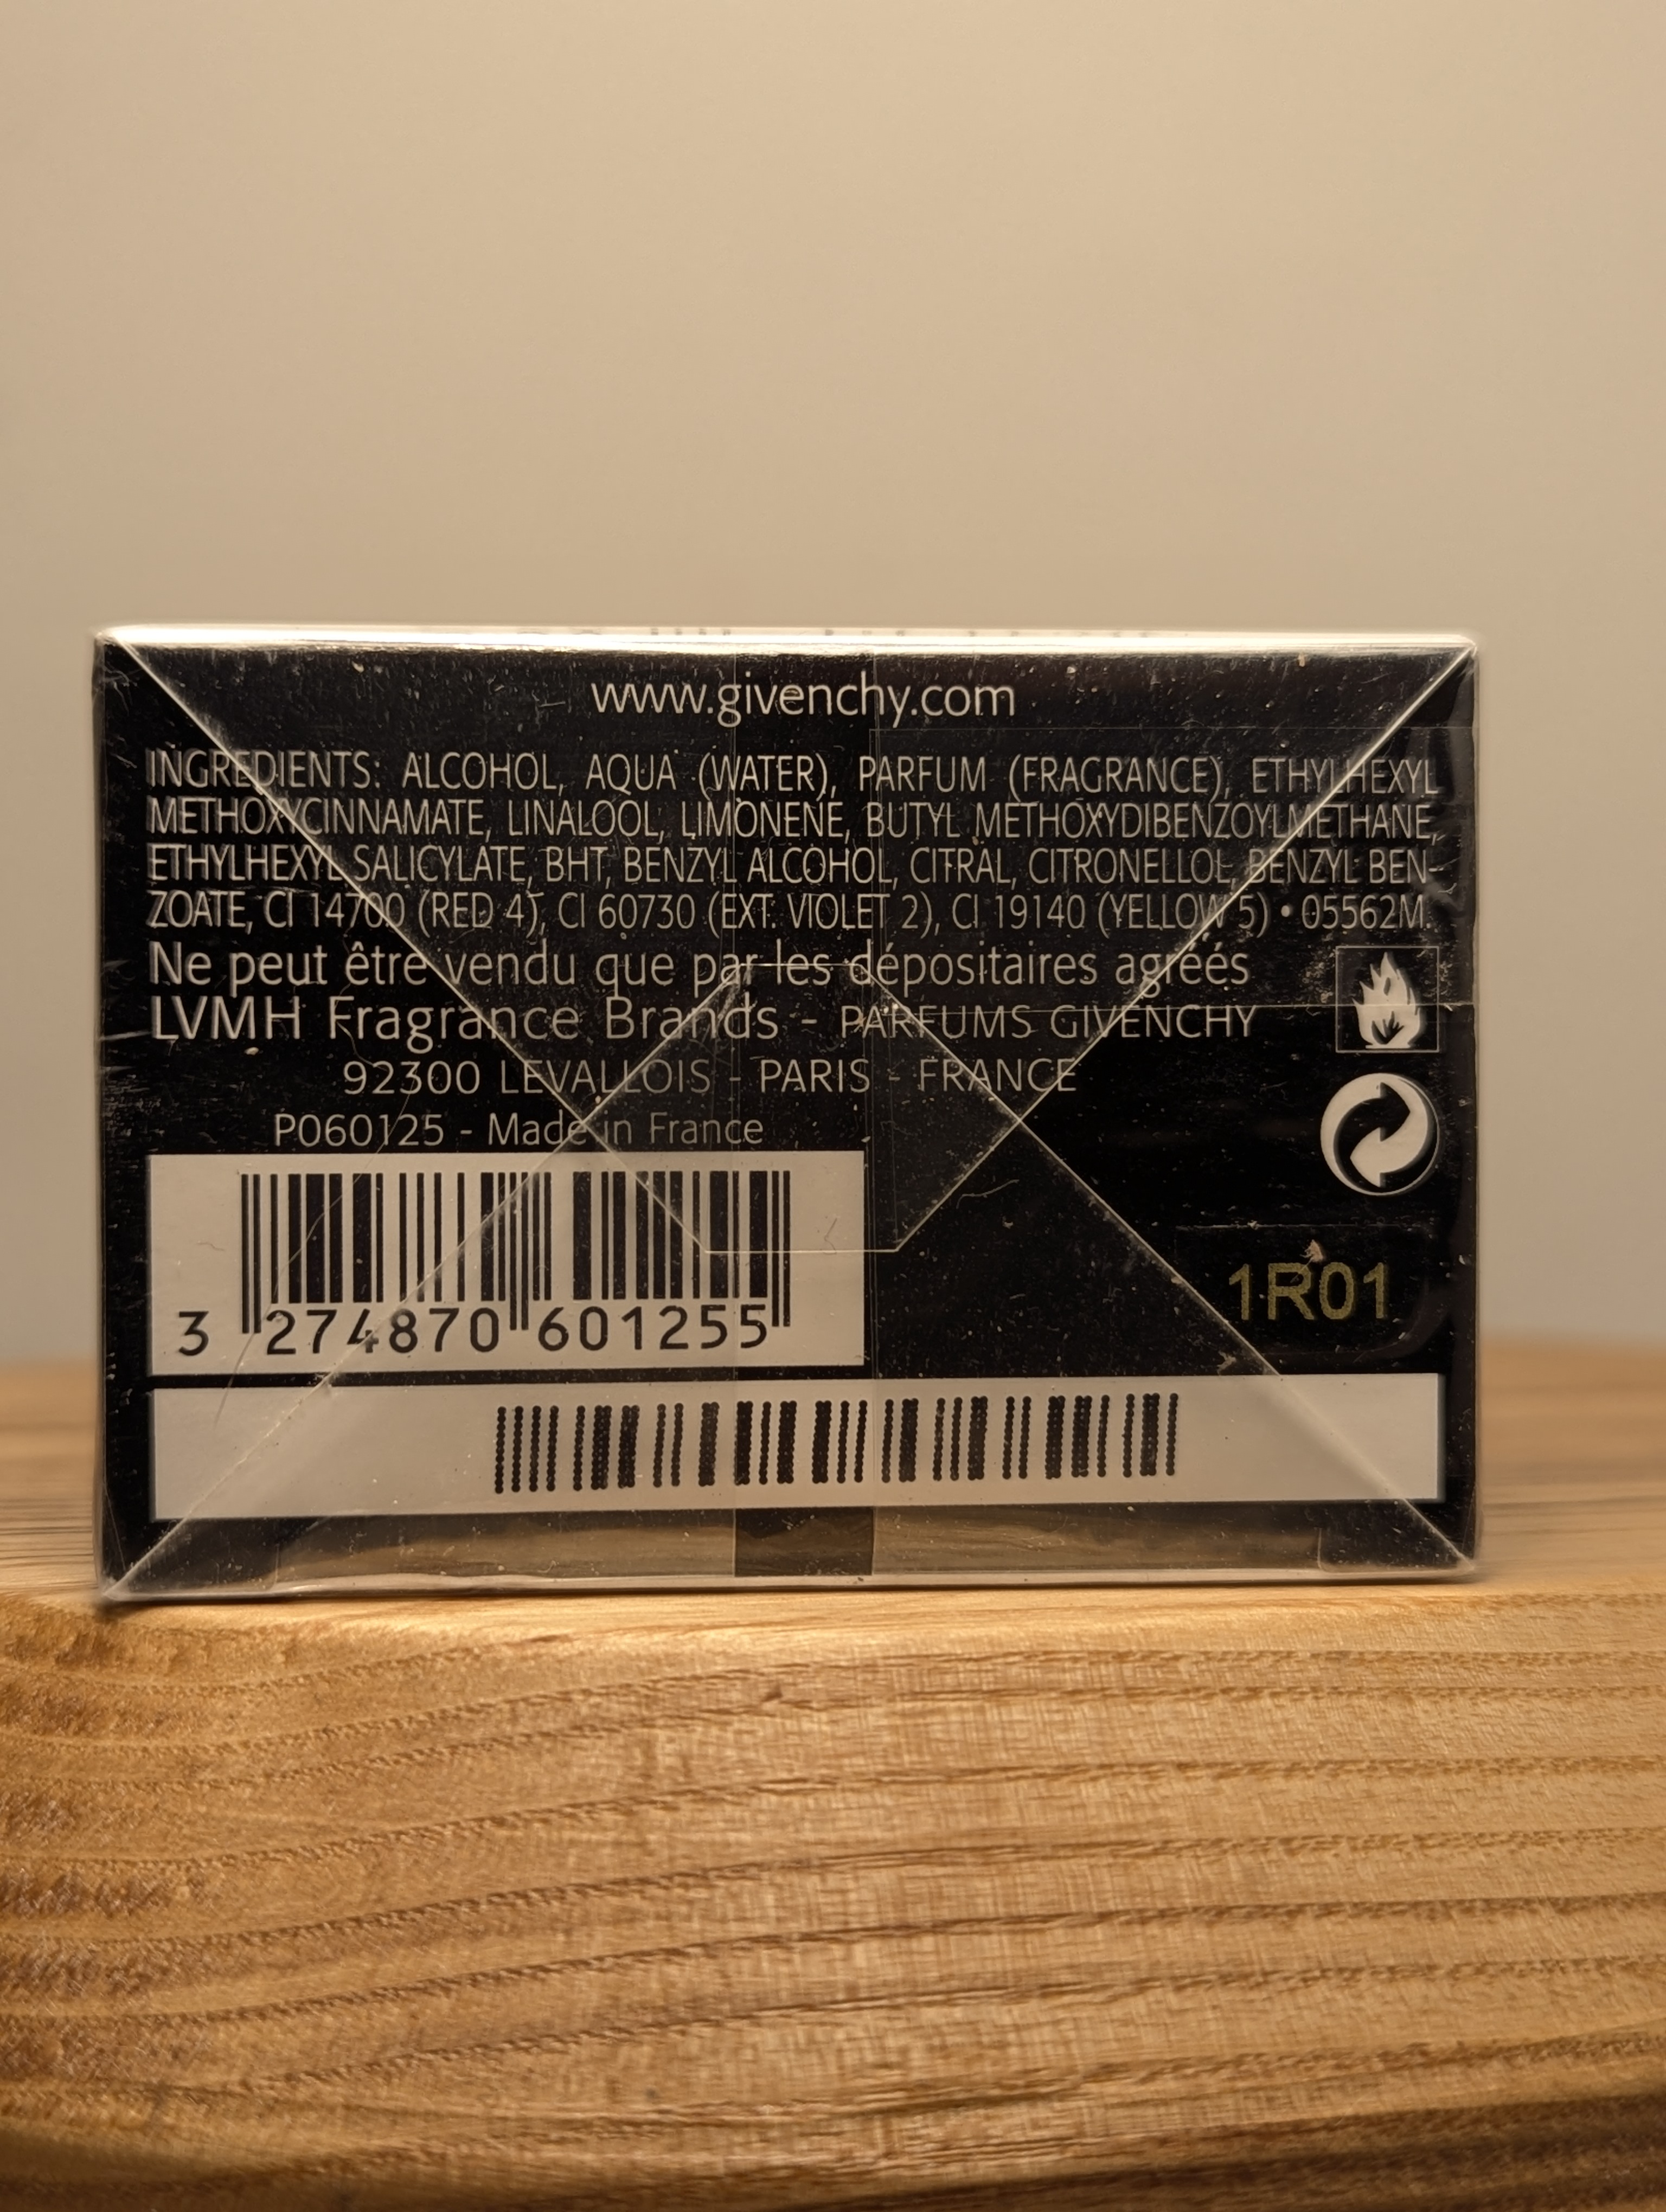 www.givenchy.com
INGREDIENTS: ALCOHOL, AQUA (WATER), PARFUM (FRAGRANCE), ETHYLHEXYL
METHOXYCINNAMATE, LINALOOL, LIMONENE, BUTYL METHOXYDIBENZOYLMETHANE,
ETHYLHEXYL SALICYLATE, BHT, BENZYL ALCOHOL, CITRAL, CITRONELLOL, BENZYL BEN-
ZOATE, CI 14700 (RED 4), CI 60730 (EXT. VIOLET 2), CI 19140 (YELLOW 5) • 05562M.
Ne peut être vendu que par les dépositaires agréés
LVMH Fragrance Brands - PARFUMS GIVENCHY
92300 LEVALLOIS - PARIS - FRANCE
P060125 - Made in France
3 274870 601255
1R01